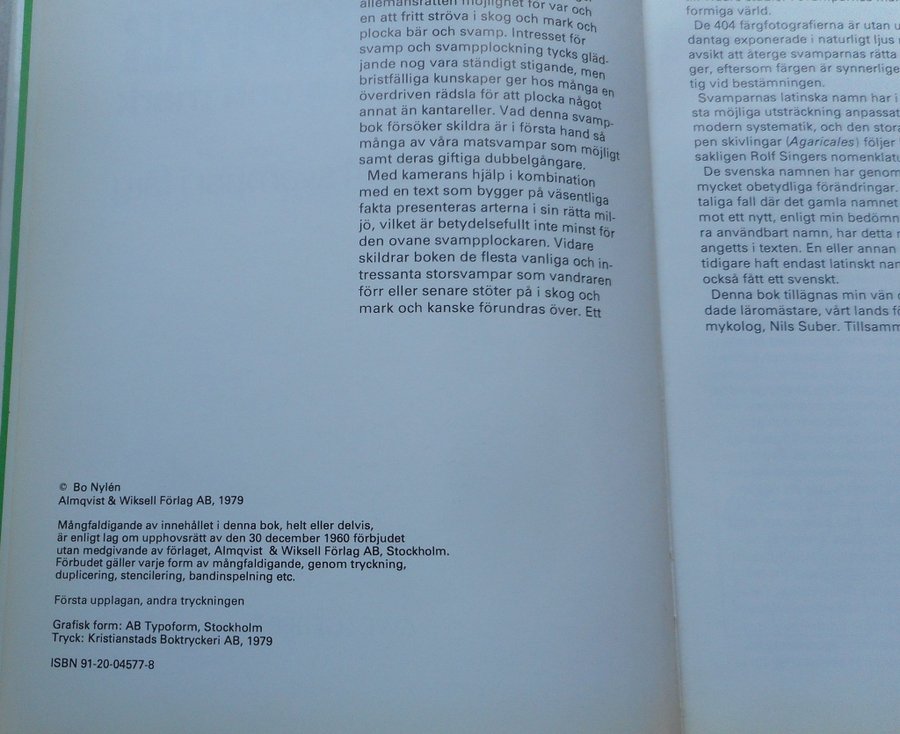 allemansrätten möjlighet för var och
en att fritt ströva i skog och mark och
plocka bär och svamp. Intresset för
svamp och svampplockning tycks gläd-
jande nog vara ständigt stigande, men
bristfälliga kunskaper ger hos många en
överdriven rädsla för att plocka något
annat än kantareller. Vad denna svamp-
bok försöker skildra är i första hand så
många av våra matsvampar som möjligt
samt deras giftiga dubbelgångare.
Med kamerans hjälp i kombination
med en text som bygger på väsentliga
fakta presenteras arterna i sin rätta mil-
jö, vilket är betydelsefullt inte minst för
den ovane svampplockaren. Vidare
skildrar boken de flesta vanliga och in-
tressanta storsvampar som vandraren
förr eller senare stöter på i skog och
mark och kanske förundras över. Ett
© Bo Nylén
Almqvist & Wiksell Förlag AB, 1979
Mångfaldigande av innehållet i denna bok, helt eller delvis,
är enligt lag om upphovsrätt av den 30 december 1960 förbjudet
utan medgivande av förlaget, Almqvist & Wiksell Förlag AB, Stockholm.
Förbudet gäller varje form av mångfaldigande, genom tryckning,
duplicering, stencilering, bandinspelning etc.
Första upplagan, andra tryckningen
Grafisk form: AB Typoform, Stockholm
Tryck: Kristianstads Boktryckeri AB, 1979
ISBN 91-20-04577-8
formiga värld.
De 404 färgfotografierna är utan u
dantag exponerade i naturligt ljus
avsikt att återge svamparnas rätta
ger, eftersom färgen är synnerlige
tig vid bestämningen.
Svamparnas latinska namn har i
sta möjliga utsträckning anpassat
modern systematik, och den stora
pen skivlingar (Agaricales) följer
sakligen Rolf Singers nomenklatu
De svenska namnen har genom
mycket obetydliga förändringar.
taliga fall där det gamla namnet
mot ett nytt, enligt min bedömn
ra användbart namn, har detta
angetts i texten. En eller annan
tidigare haft endast latinskt nan
också fått ett svenskt.
Denna bok tillägnas min vän
dade läromästare, vårt lands fö
mykolog, Nils Suber. Tillsamm